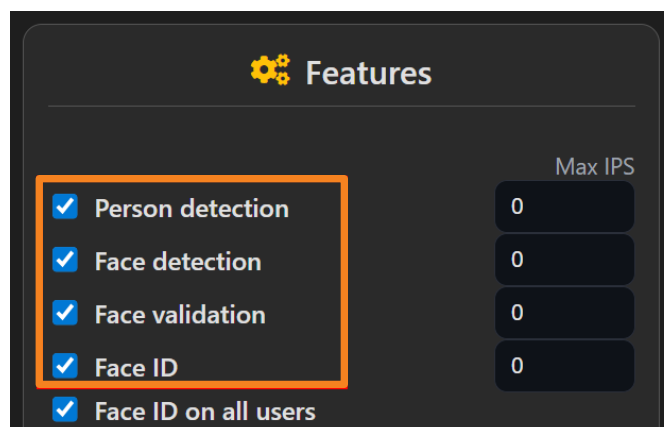 Features
Max IPS
Person detection 0
Face detection 0
Face validation 0
Face ID 0
Face ID on all users